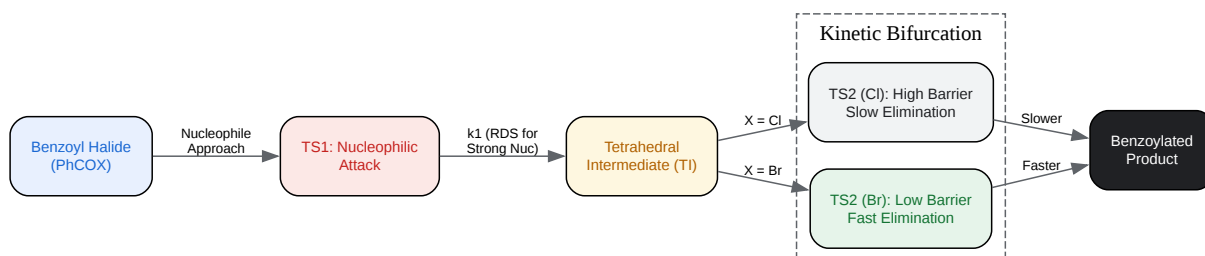 Benzoyl Halide
(PhCOX)
Nucleophile
Approach
TS1: Nucleophilic
Attack
k1 (RDS for
Strong Nuc)
Tetrahedral
Intermediate (TI)
X = Cl
X = Br
Kinetic Bifurcation
TS2 (Cl): High Barrier
Slow Elimination
TS2 (Br): Low Barrier
Fast Elimination
Slower
Faster
Benzoylated
Product